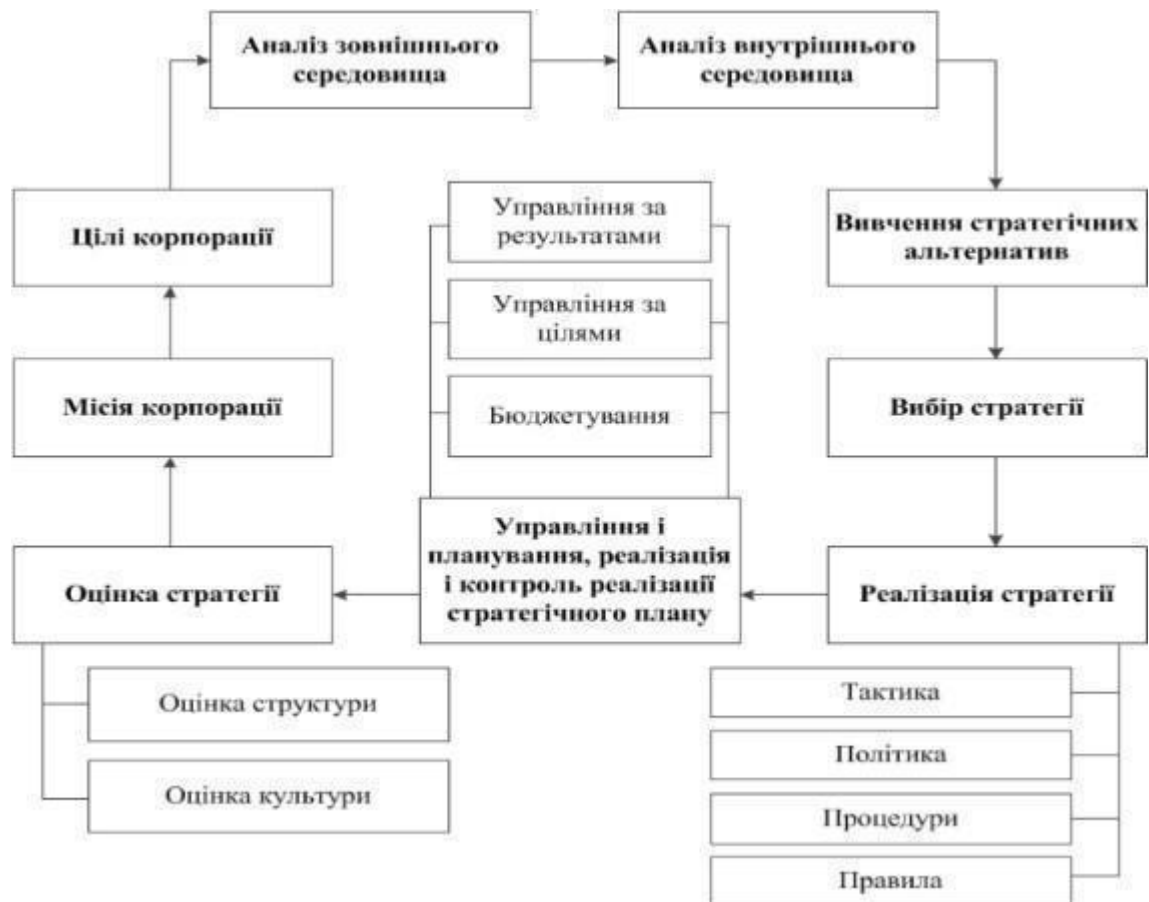 Аналіз зовнішнього
середовища
Аналіз внутрішнього
середовища
Цілі корпорації
Управління за
результатами
Вивчення стратегічних
альтернатив
Управління за
цілями
Місія корпорації
Бюджетування
Вибір стратегії
Оцінка стратегії
Управління і
планування, реалізація
і контроль реалізації
стратегічного плану
Реалізація стратегії
Оцінка структури
Оцінка культури
Тактика
Політика
Процедури
Правила